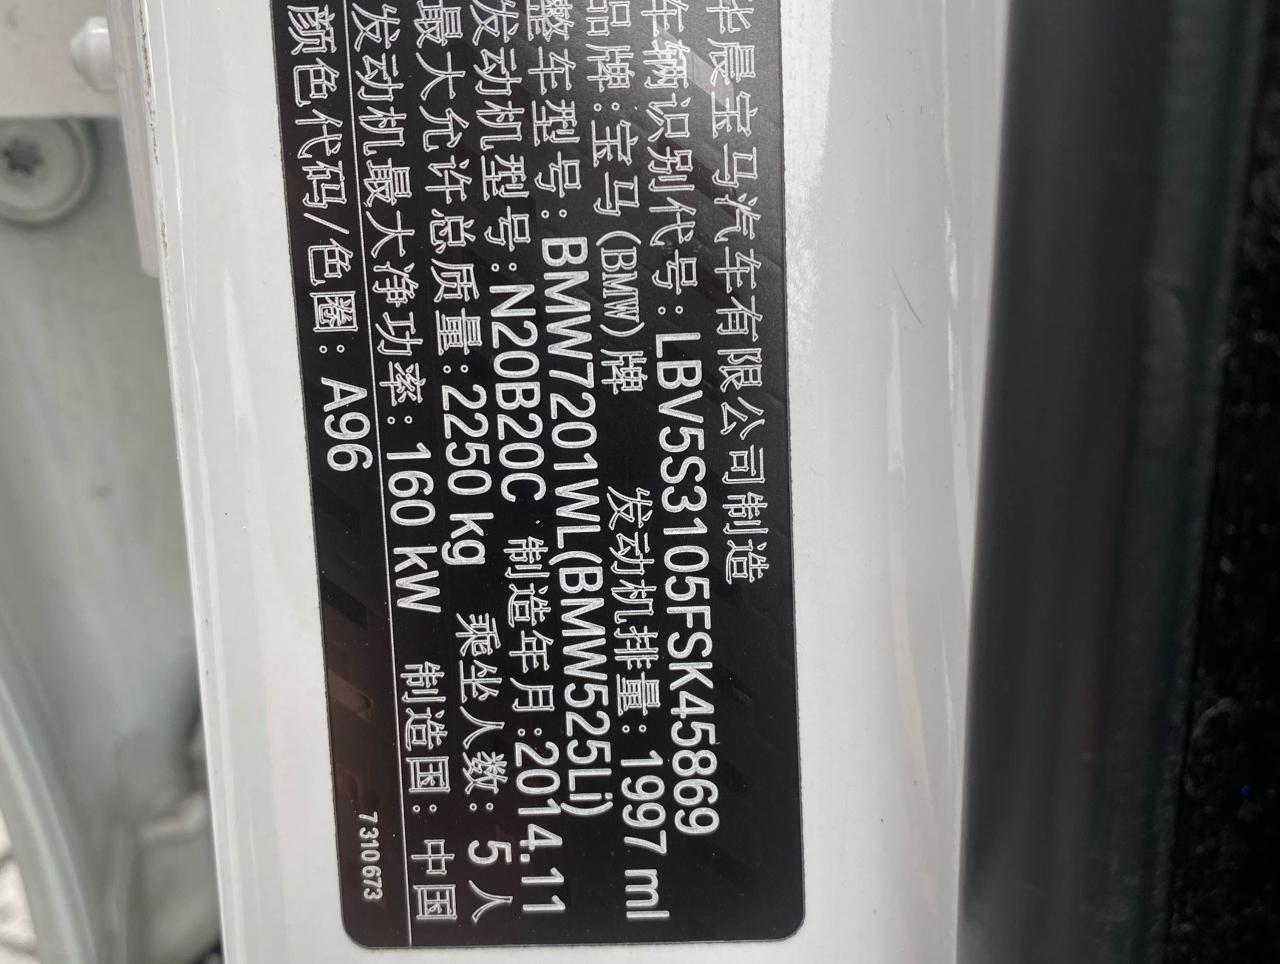 华晨宝马汽车有限公司制造
车辆识别代号:LBV5S3105FSK45869
品牌:宝马(BMW)牌 发动机排量:1997 ml
整车型号:BMW7201WL(BMW525Li)
发动机型号:N20B20C 制造年月:2014.11
最大允许总质量:2250 kg 乘坐人数:5人
发动机最大净功率:160 kW 制造国:中国
颜色代码/色圈:A96
7310673